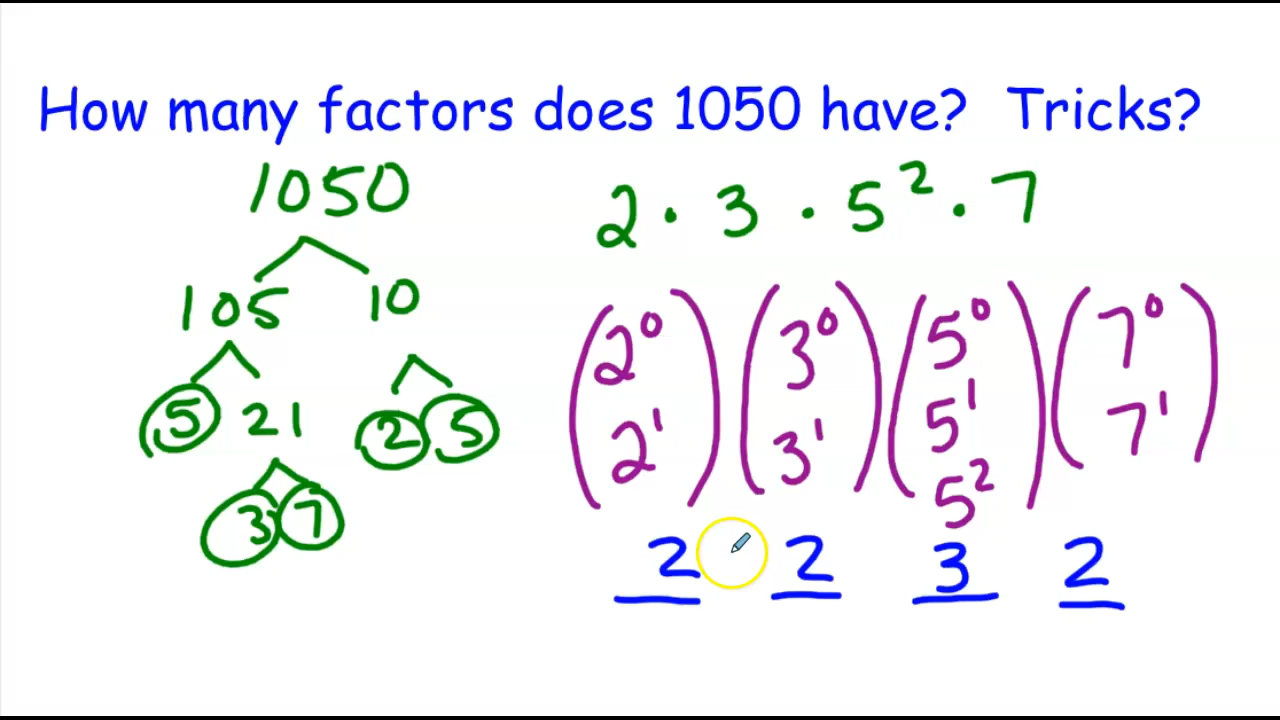 How many factors does 1050 have? Tricks?
1050
105 10
5 21 2 5
3 7
2 · 3 · 5² · 7
2⁰ 3⁰ 5⁰ 7⁰
2¹ 3¹ 5¹ 7¹
5²
2 2 3 2